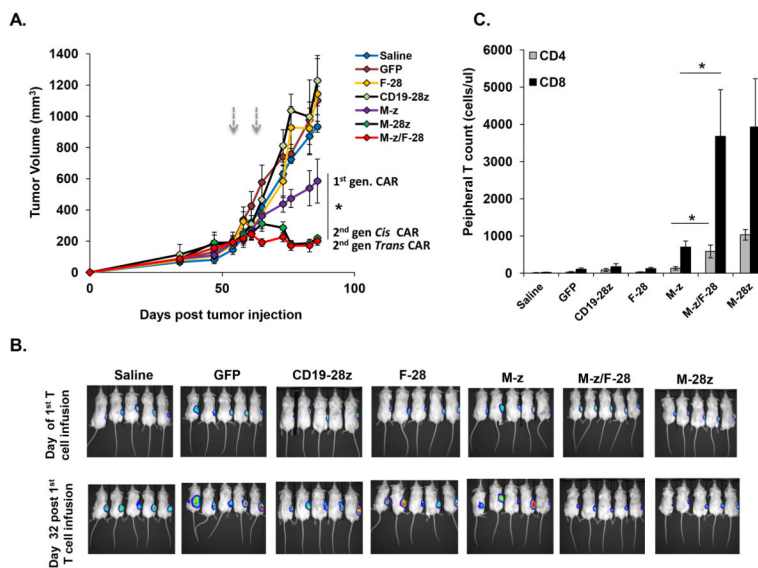 A.
Tumor Volume (mm³)
1400
1200
1000
800
600
400
200
0
0
50
100
Days post tumor injection
Saline
GFP
F-28
CD19-28z
M-z
M-28z
M-z/F-28
1st gen. CAR
*
2nd gen Cis CAR
2nd gen Trans CAR
C.
Peipheral T count (cells/ul)
6000
5000
4000
3000
2000
1000
0
CD4
CD8
*
*
Saline
GFP
CD19-28z
F-28
M-z
M-z/F-28
M-28z
B.
Saline
GFP
CD19-28z
F-28
M-z
M-z/F-28
M-28z
Day of 1st T
cell infusion
Day 32 post 1st
T cell infusion